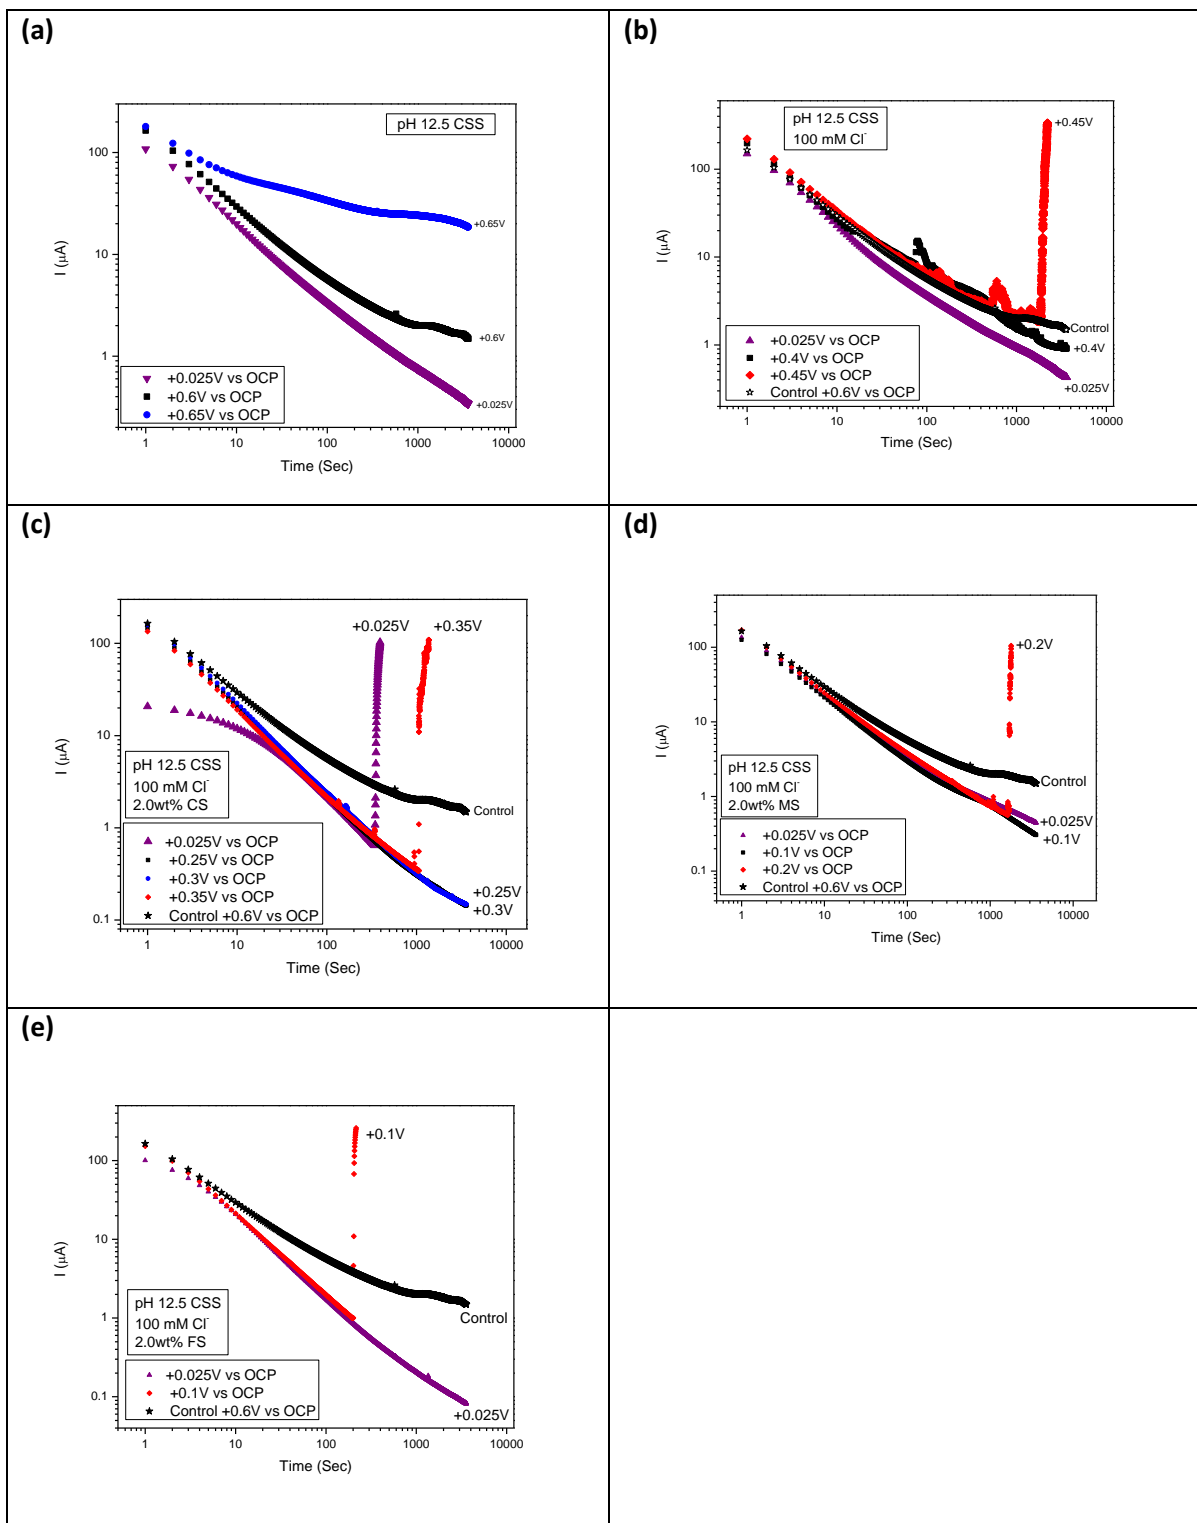 (a)
pH 12.5 CSS
100
10
1
I (µA)
+0.65V
+0.6V
+0.025V
+0.025V vs OCP
+0.6V vs OCP
+0.65V vs OCP
1 10 100 1000 10000
Time (Sec)
(b)
pH 12.5 CSS
100 mM Cl-
100
10
1
I (µA)
+0.45V
Control
+0.4V
+0.025V
+0.025V vs OCP
+0.4V vs OCP
+0.45V vs OCP
Control +0.6V vs OCP
1 10 100 1000 10000
Time (Sec)
(c)
+0.025V +0.35V
100
10
1
0.1
I (µA)
pH 12.5 CSS
100 mM Cl-
2.0wt% CS
Control
+0.25V
+0.3V
+0.025V vs OCP
+0.25V vs OCP
+0.3V vs OCP
+0.35V vs OCP
Control +0.6V vs OCP
1 10 100 1000 10000
Time (Sec)
(d)
+0.2V
100
10
1
0.1
I (µA)
pH 12.5 CSS
100 mM Cl-
2.0wt% MS
Control
+0.025V
+0.1V
+0.025V vs OCP
+0.1V vs OCP
+0.2V vs OCP
Control +0.6V vs OCP
1 10 100 1000 10000
Time (Sec)
(e)
+0.1V
100
10
1
0.1
I (µA)
pH 12.5 CSS
100 mM Cl-
2.0wt% FS
Control
+0.025V
+0.025V vs OCP
+0.1V vs OCP
Control +0.6V vs OCP
1 10 100 1000 10000
Time (Sec)